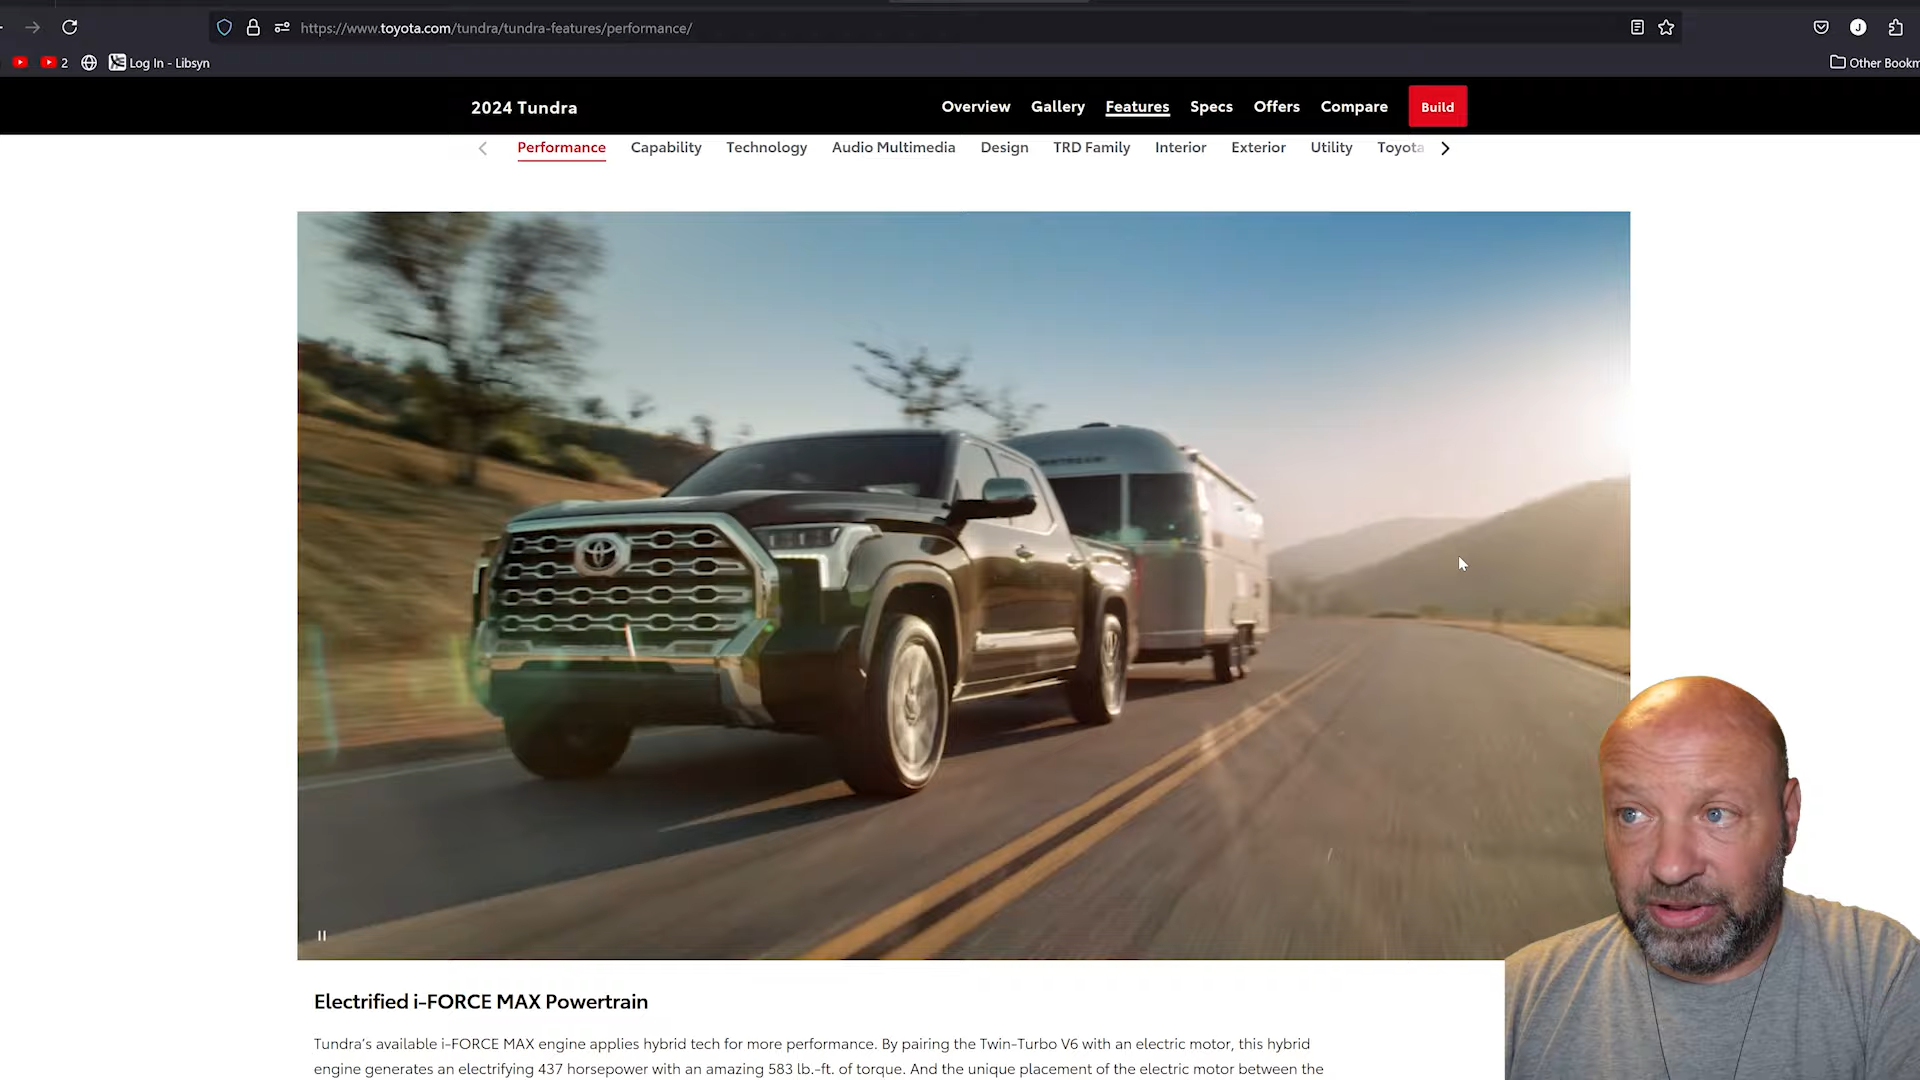 https://www.toyota.com/tundra/tundra-features/performance/
2 Log In - Libsyn Other Bookm
2024 Tundra Overview Gallery Features Specs Offers Compare Build
Performance Capability Technology Audio Multimedia Design TRD Family Interior Exterior Utility Toyota
Electrified i-FORCE MAX Powertrain
Tundra's available i-FORCE MAX engine applies hybrid tech for more performance. By pairing the Twin-Turbo V6 with an electric motor, this hybrid
engine generates an electrifying 437 horsepower with an amazing 583 lb.-ft. of torque. And the unique placement of the electric motor between the